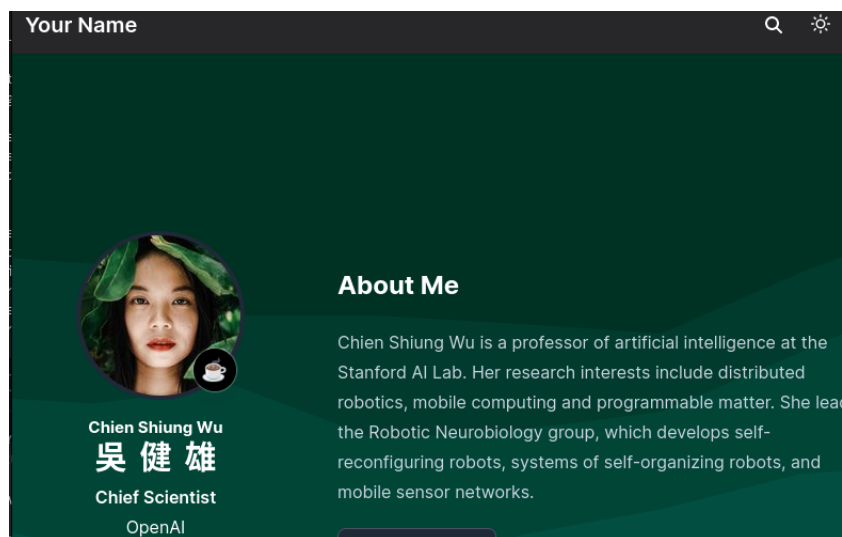 Your Name
Chien Shiung Wu
吳健雄
Chief Scientist
OpenAI
About Me
Chien Shiung Wu is a professor of artificial intelligence at the
Stanford AI Lab. Her research interests include distributed
robotics, mobile computing and programmable matter. She
the Robotic Neurobiology group, which develops self-
reconfiguring robots, systems of self-organizing robots, and
mobile sensor networks.